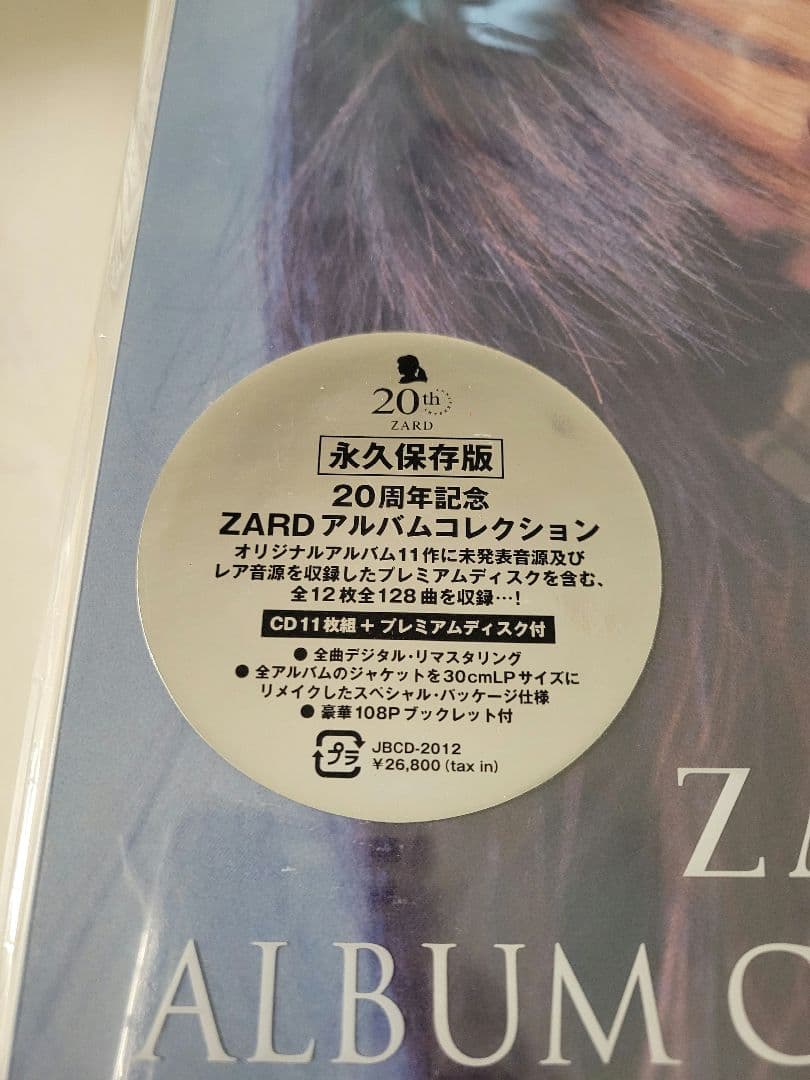 20th
ZARD
永久保存版
20周年記念
ZARDアルバムコレクション
オリジナルアルバム11作に未発表音源及び
レア音源を収録したプレミアムディスクを含む、
全12枚全128曲を収録…!
CD11枚組+プレミアムディスク付
● 全曲デジタル・リマスタリング
● 全アルバムのジャケットを30cmLPサイズに
リメイクしたスペシャル・パッケージ仕様
● 豪華108Pブックレット付
プラ
JBCD-2012
¥26,800(tax in)
Z
ALBUM